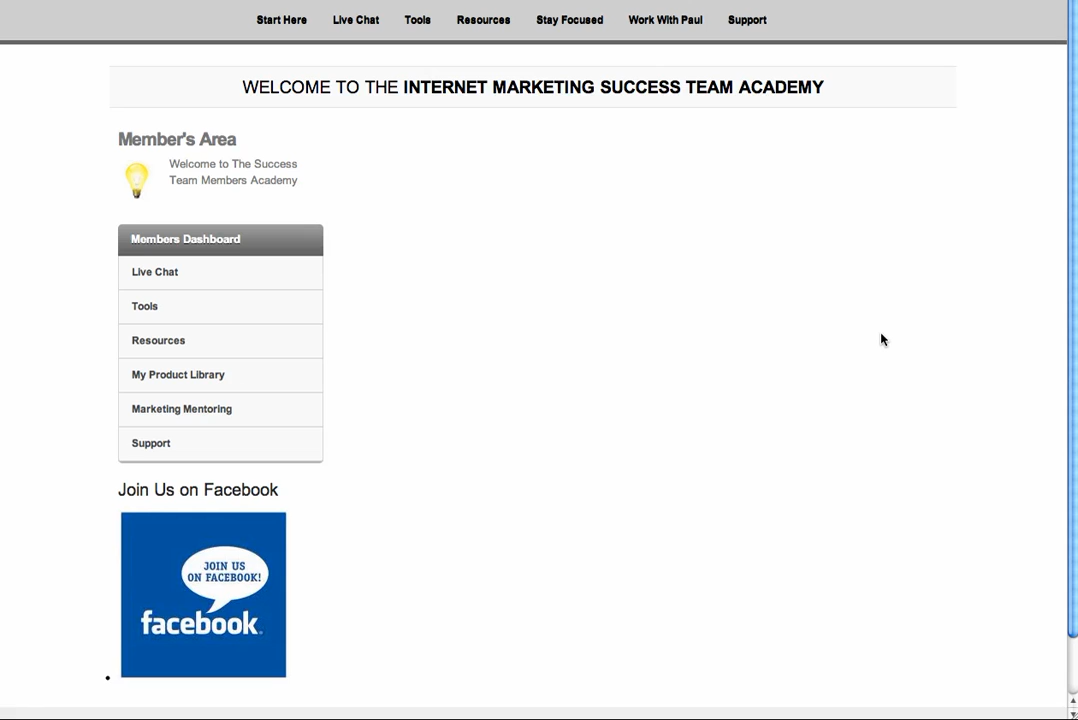 Start Here Live Chat Tools Resources Stay Focused Work With Paul Support
WELCOME TO THE INTERNET MARKETING SUCCESS TEAM ACADEMY
Member's Area
Welcome to The Success
Team Members Academy
Members Dashboard
Live Chat
Tools
Resources
My Product Library
Marketing Mentoring
Support
Join Us on Facebook
JOIN US
ON FACEBOOK!
facebook